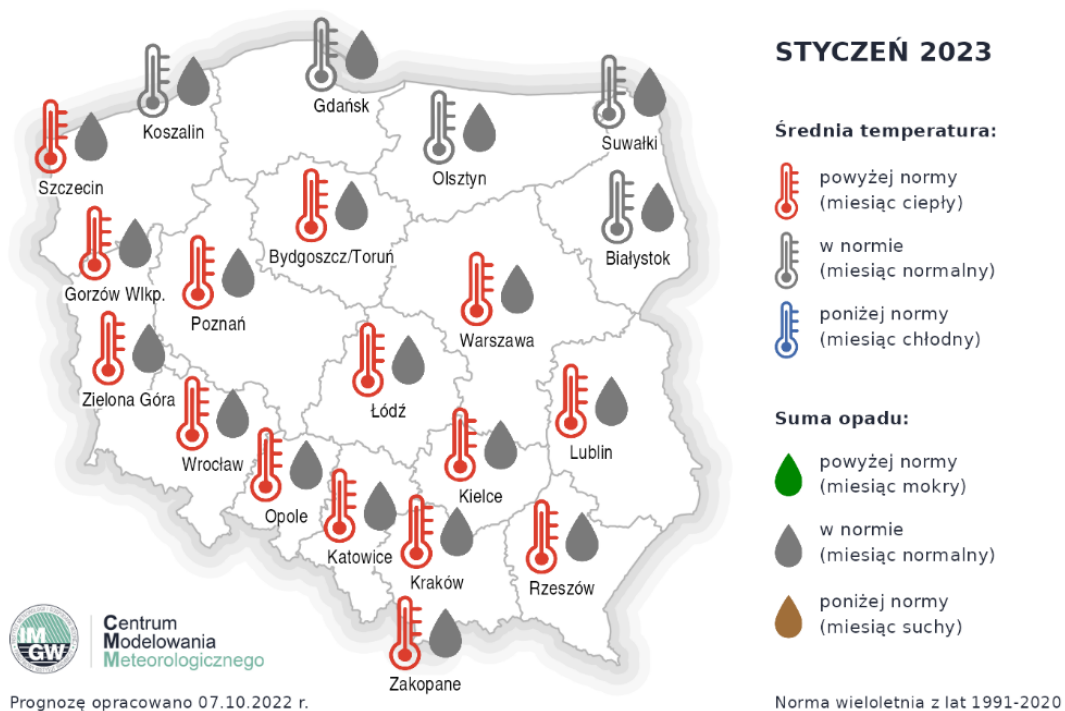 STYCZEŃ 2023
Gdańsk
Koszalin
Suwałki
Olsztyn
Szczecin
Bydgoszcz/Toruń
Białystok
Gorzów Wlkp.
Poznań
Warszawa
Zielona Góra
Łódź
Wrocław
Lublin
Kielce
Opole
Katowice
Kraków
Rzeszów
Zakopane
Średnia temperatura:
powyżej normy
(miesiąc ciepły)
w normie
(miesiąc normalny)
poniżej normy
(miesiąc chłodny)
Suma opadu:
powyżej normy
(miesiąc mokry)
w normie
(miesiąc normalny)
poniżej normy
(miesiąc suchy)
IM
GW
Centrum
Modelowania
Meteorologicznego
Prognozę opracowano 07.10.2022 r.
Norma wieloletnia z lat 1991-2020